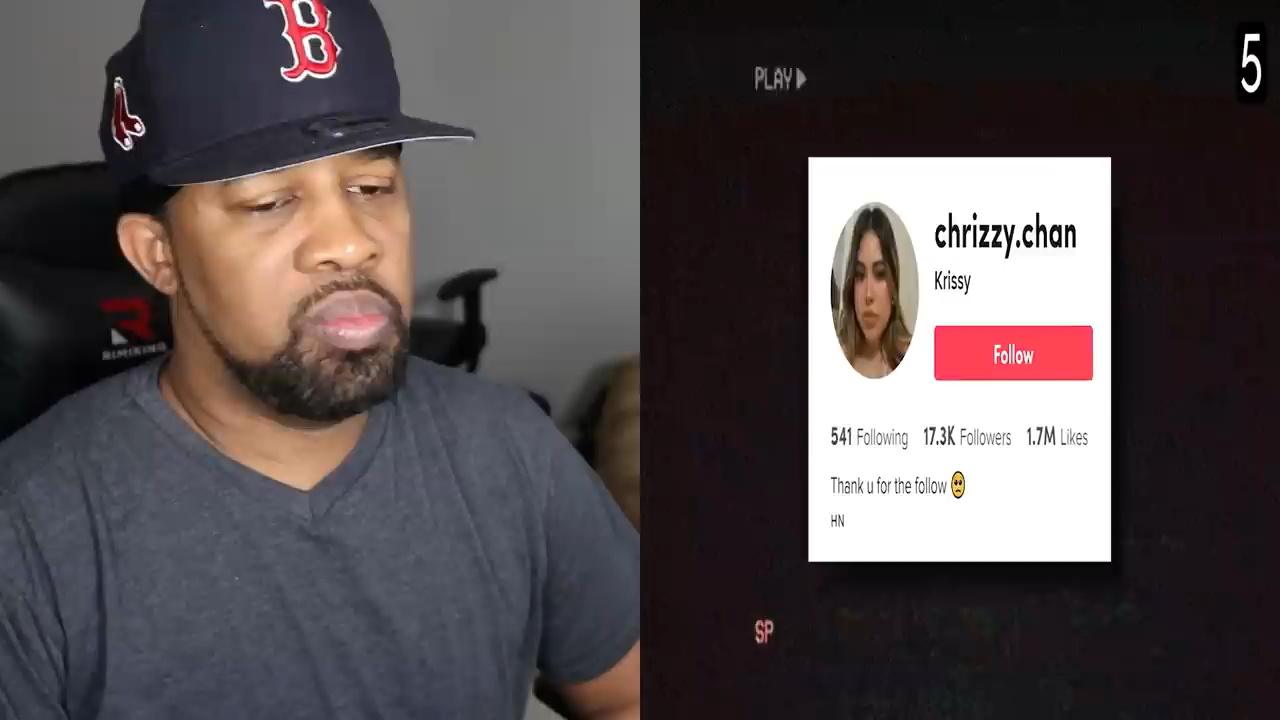 B
RIMIKING
PLAY
5
chrizzy.chan
Krissy
Follow
541 Following 17.3K Followers 1.7M Likes
Thank u for the follow 🥺
HN
SP